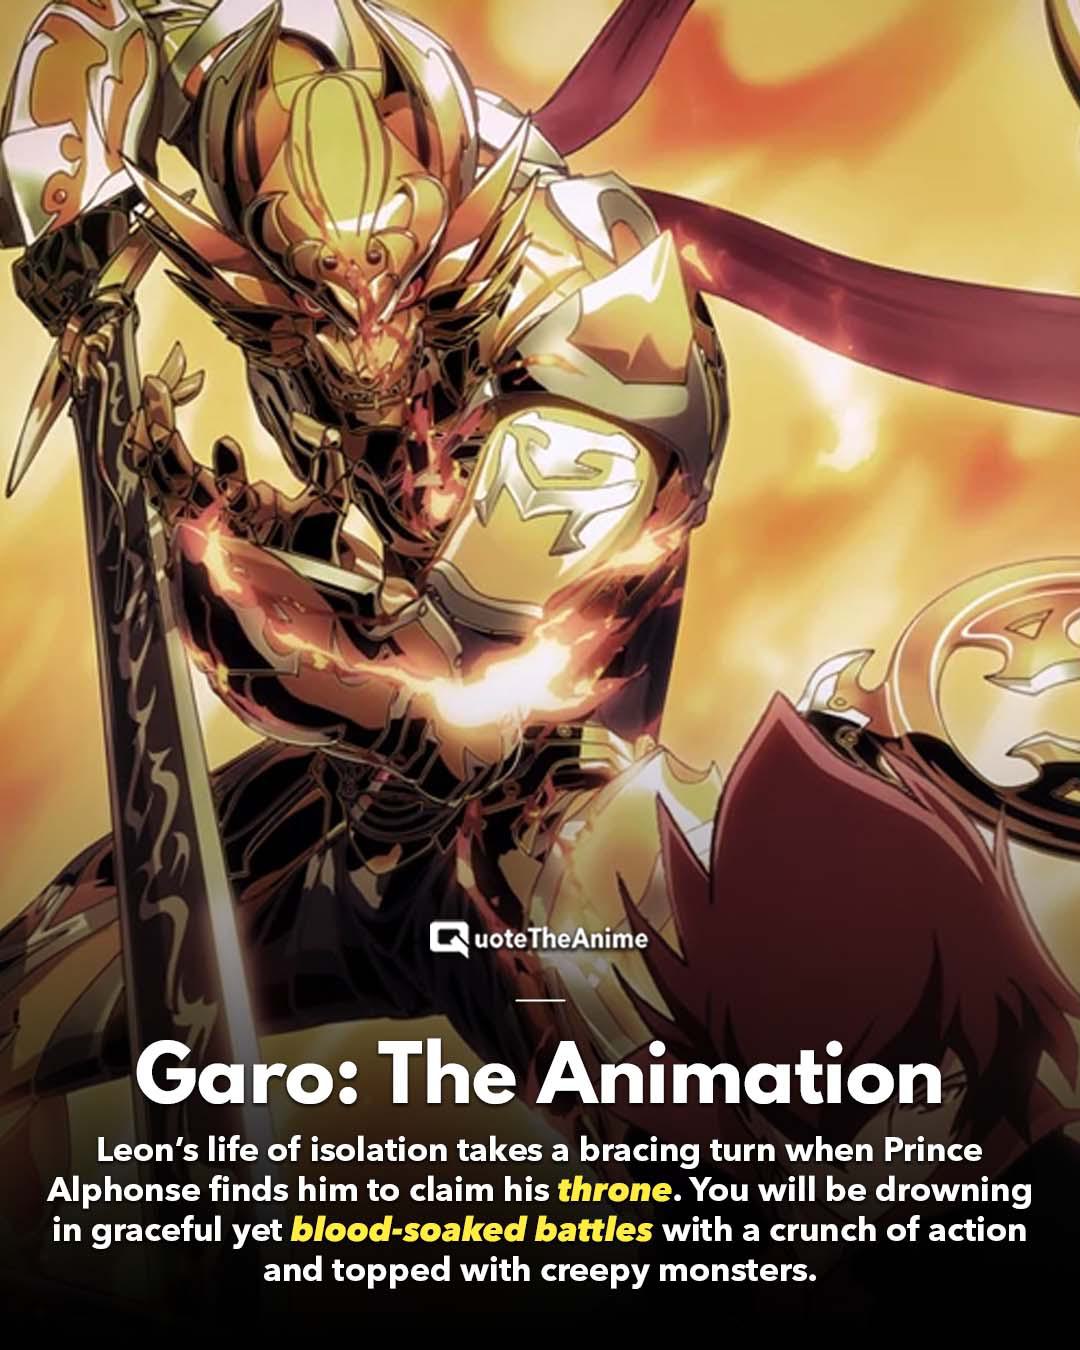 QuoteTheAnime
Garo: The Animation
Leon’s life of isolation takes a bracing turn when Prince
Alphonse finds him to claim his throne. You will be drowning
in graceful yet blood-soaked battles with a crunch of action
and topped with creepy monsters.